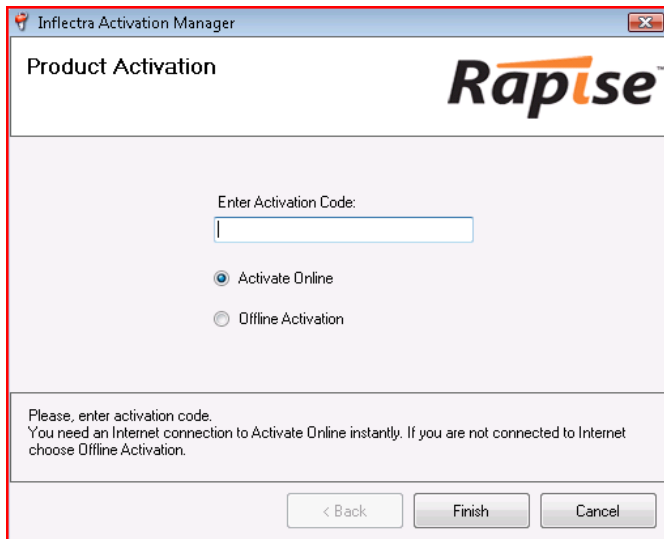 Inflectra Activation Manager
Product Activation
Rapise™
Enter Activation Code:
Activate Online
Offline Activation
Please, enter activation code.
You need an Internet connection to Activate Online instantly. If you are not connected to Internet
choose Offline Activation.
< Back
Finish
Cancel